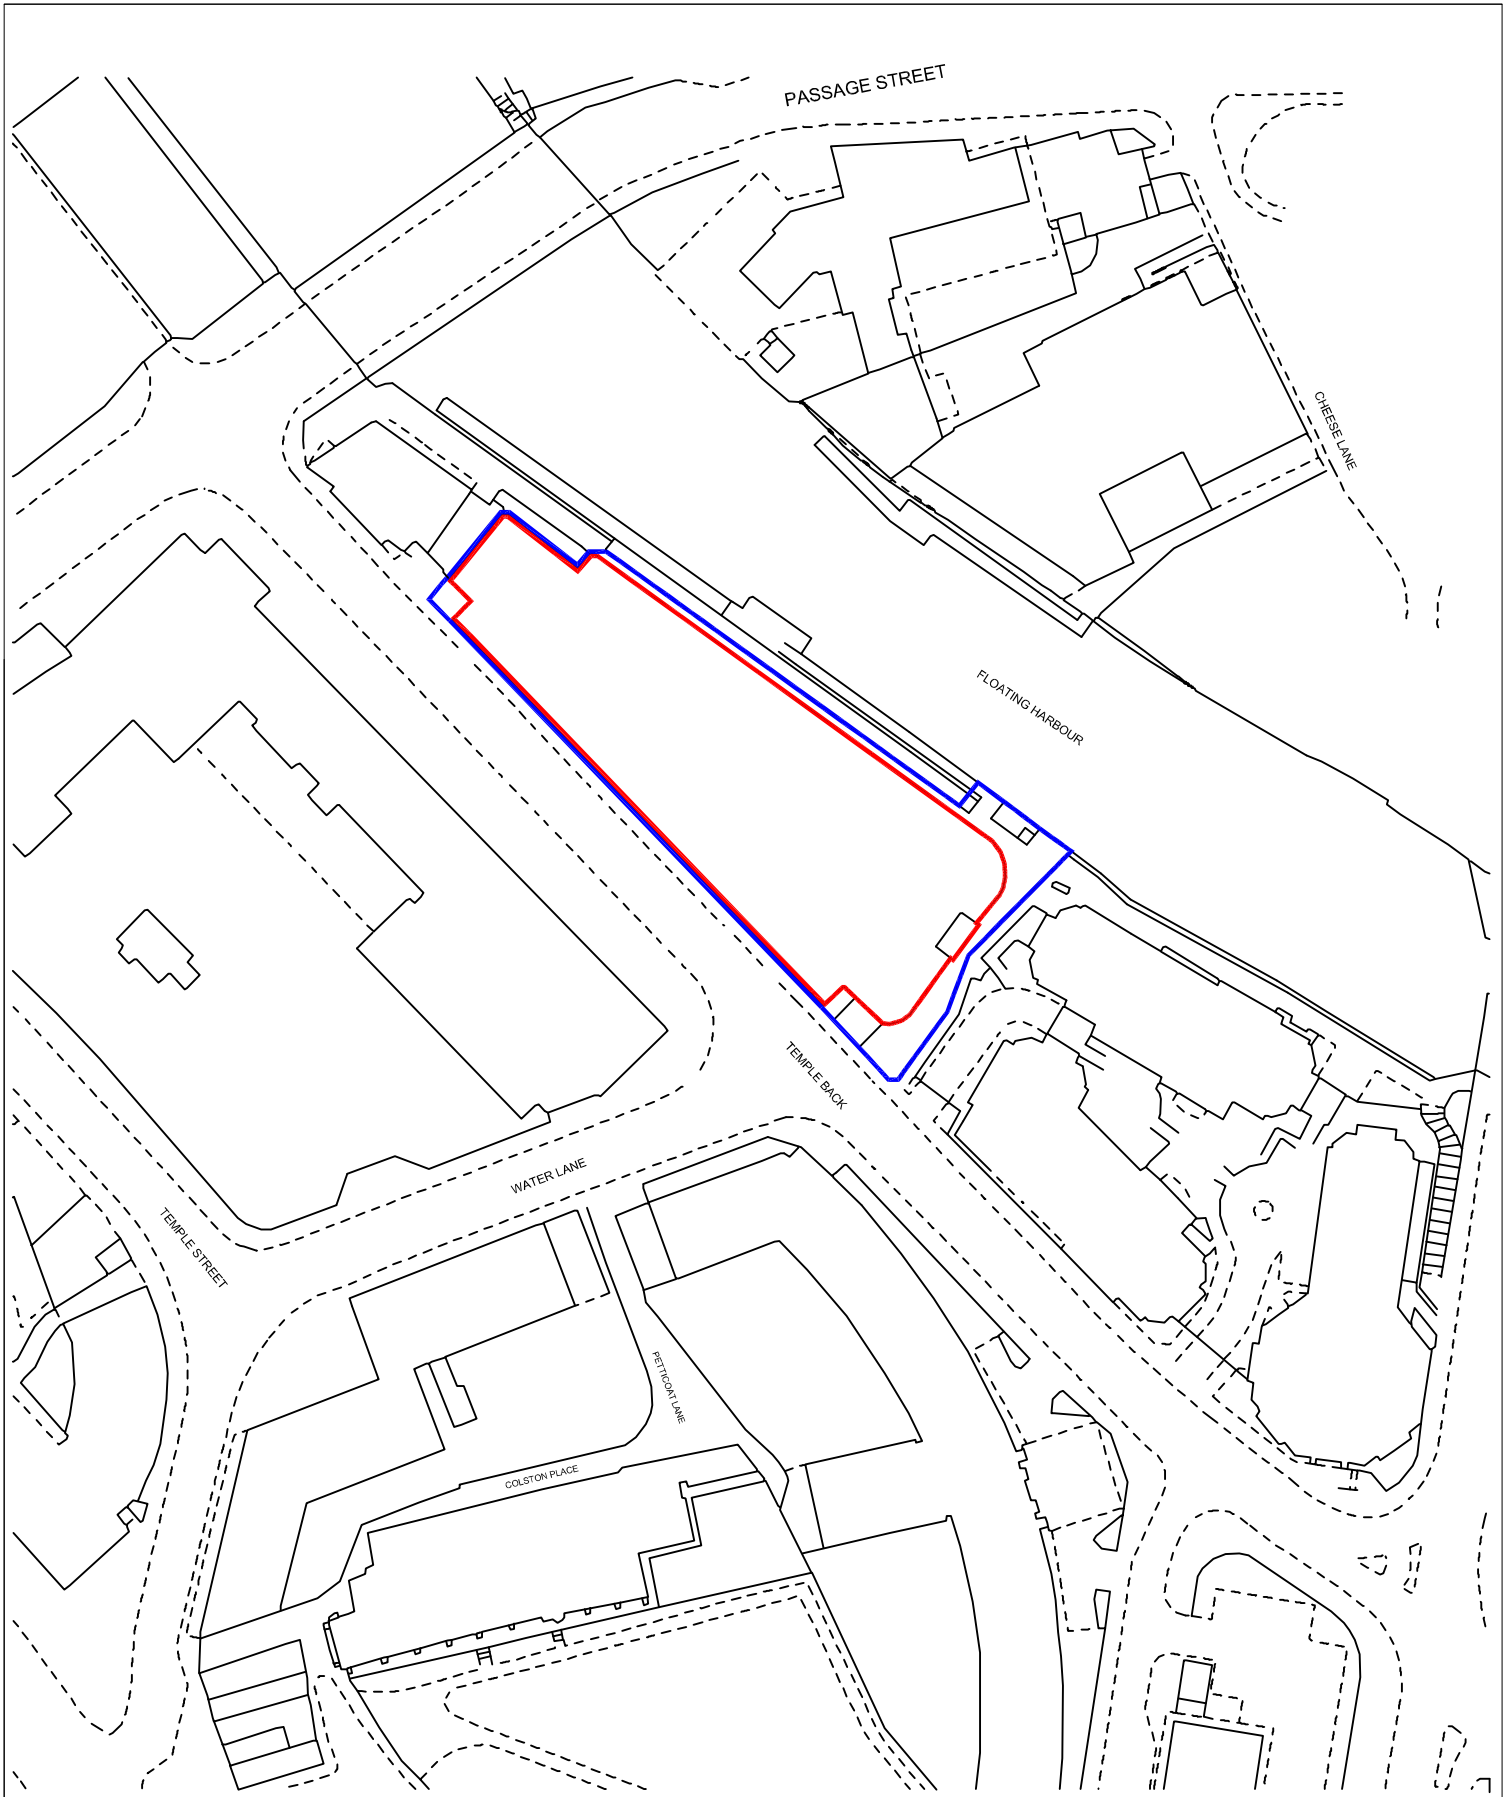 PASSAGE STREET
CHEESE LANE
FLOATING HARBOUR
TEMPLE BACK
WATER LANE
TEMPLE STREET
PETTICOAT LANE
COLSTON PLACE